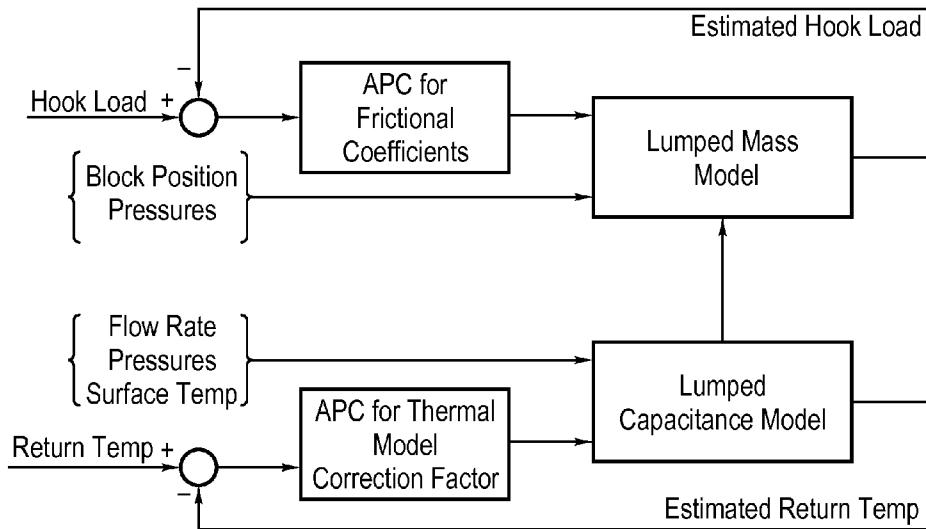 Estimated Hook Load
–
Hook Load +
APC for
Frictional
Coefficients
Lumped Mass
Model
Block Position
Pressures
Flow Rate
Pressures
Surface Temp
Lumped
Capacitance Model
APC for Thermal
Model
Correction Factor
Return Temp +
–
Estimated Return Temp